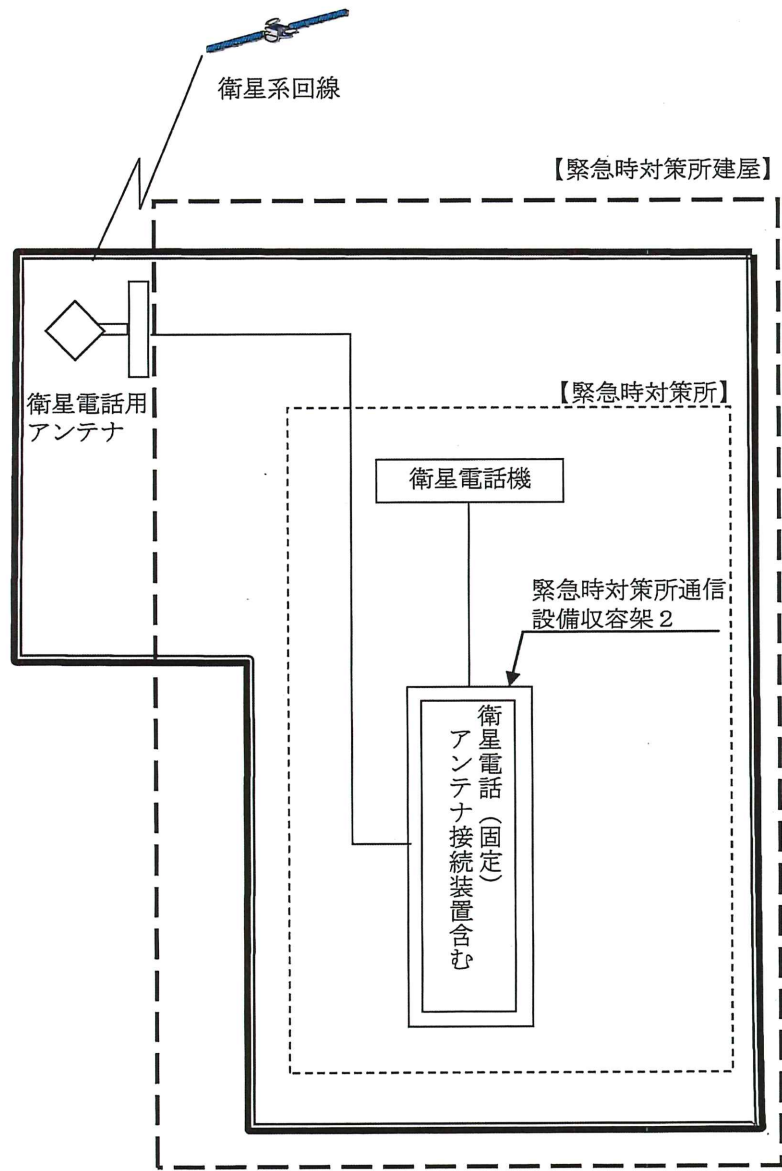 衛星系回線
【緊急時対策所建屋】
衛星電話用
アンテナ
【緊急時対策所】
衛星電話機
緊急時対策所通信
設備収容架２
衛星電話（固定）
アンテナ接続装置含む